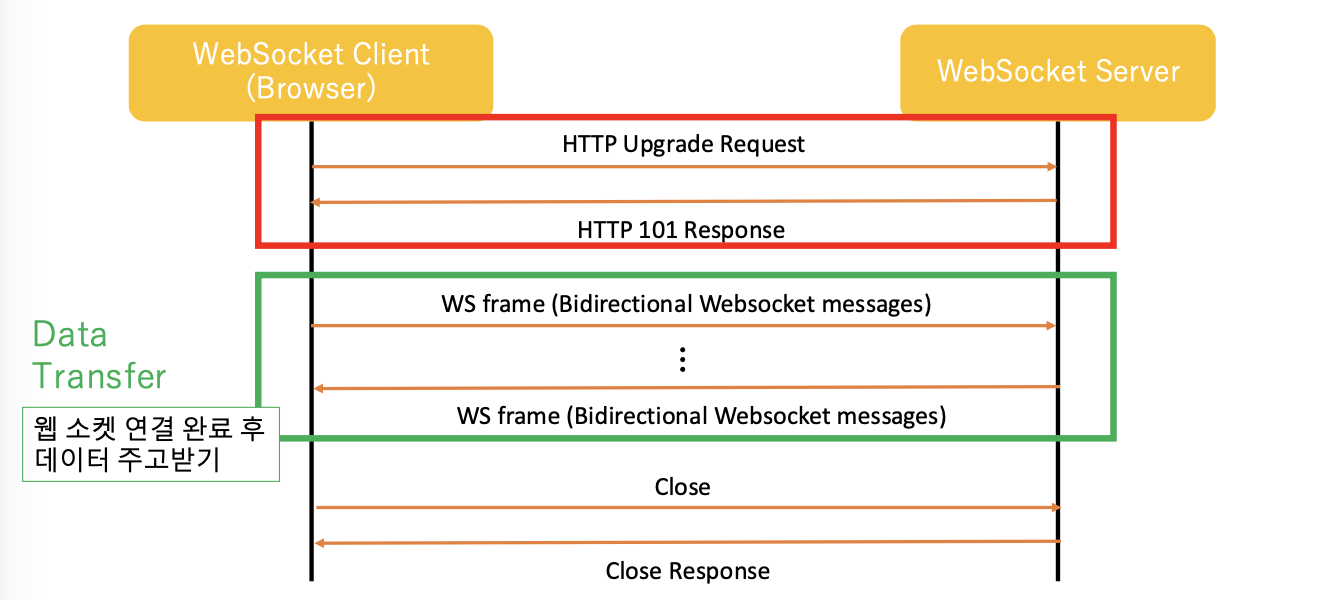 WebSocket Client
(Browser)
WebSocket Server
HTTP Upgrade Request
HTTP 101 Response
WS frame (Bidirectional Websocket messages)
Data
Transfer
WS frame (Bidirectional Websocket messages)
웹 소켓 연결 완료 후
데이터 주고받기
Close
Close Response